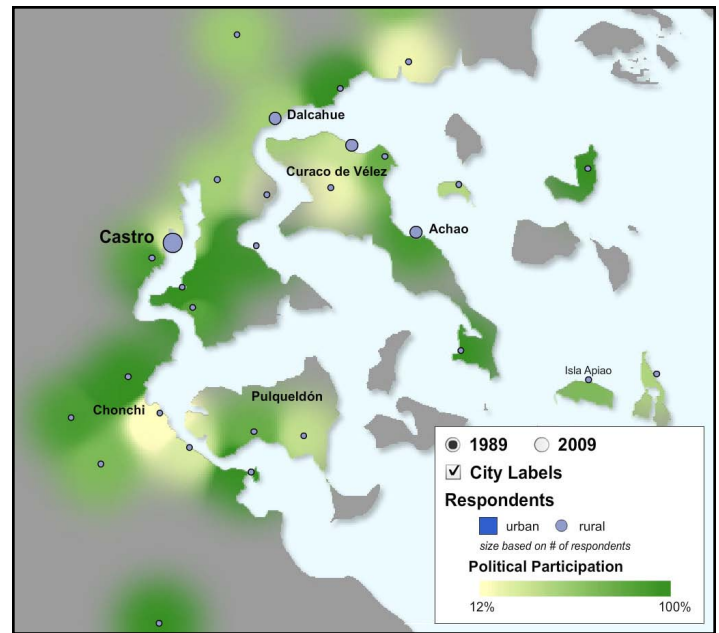 Dalcahue
Curaco de Vélez
Castro
Achao
Isla Apiao
Pulqueldón
Chonchi
1989 2009
City Labels
Respondents
urban rural
size based on # of respondents
Political Participation
12% 100%